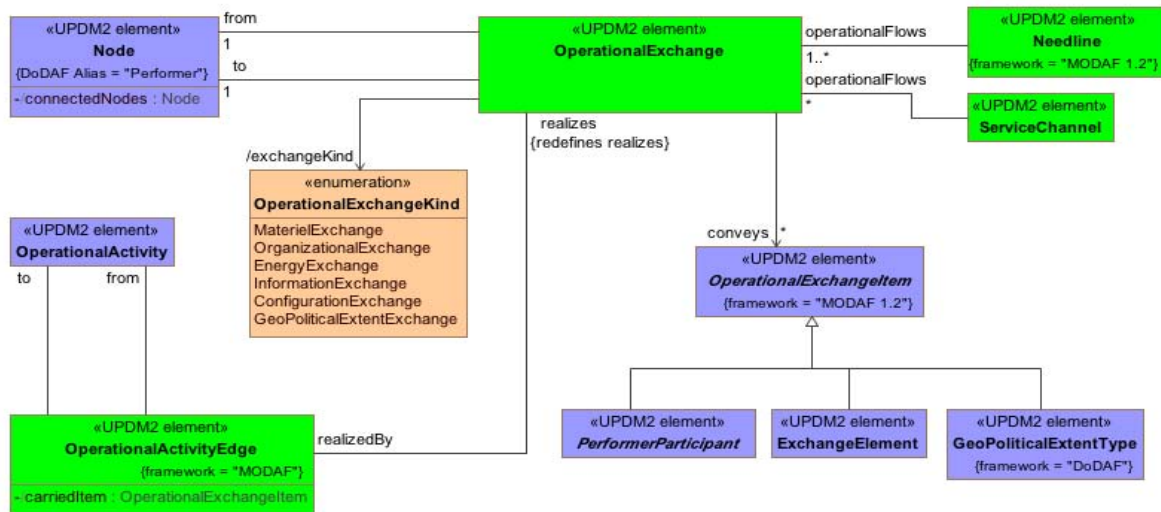 «UPDM2 element»
Node
{DoDAF Alias = "Performer"}
-/connectedNodes : Node
from
1
to
1
«UPDM2 element»
OperationalExchange
operationalFlows
1..*
operationalFlows
*
«UPDM2 element»
Needline
{framework = "MODAF 1.2"}
«UPDM2 element»
ServiceChannel
realizes
{redefines realizes}
/exchangeKind
«enumeration»
OperationalExchangeKind
MaterielExchange
OrganizationalExchange
EnergyExchange
InformationExchange
ConfigurationExchange
GeoPoliticalExtentExchange
«UPDM2 element»
OperationalActivity
to
from
conveys
*
«UPDM2 element»
OperationalExchangeItem
{framework = "MODAF 1.2"}
«UPDM2 element»
OperationalActivityEdge
{framework = "MODAF"}
-/carriedItem : OperationalExchangeItem
realizedBy
«UPDM2 element»
PerformerParticipant
«UPDM2 element»
ExchangeElement
«UPDM2 element»
GeoPoliticalExtentType
{framework = "DoDAF"}